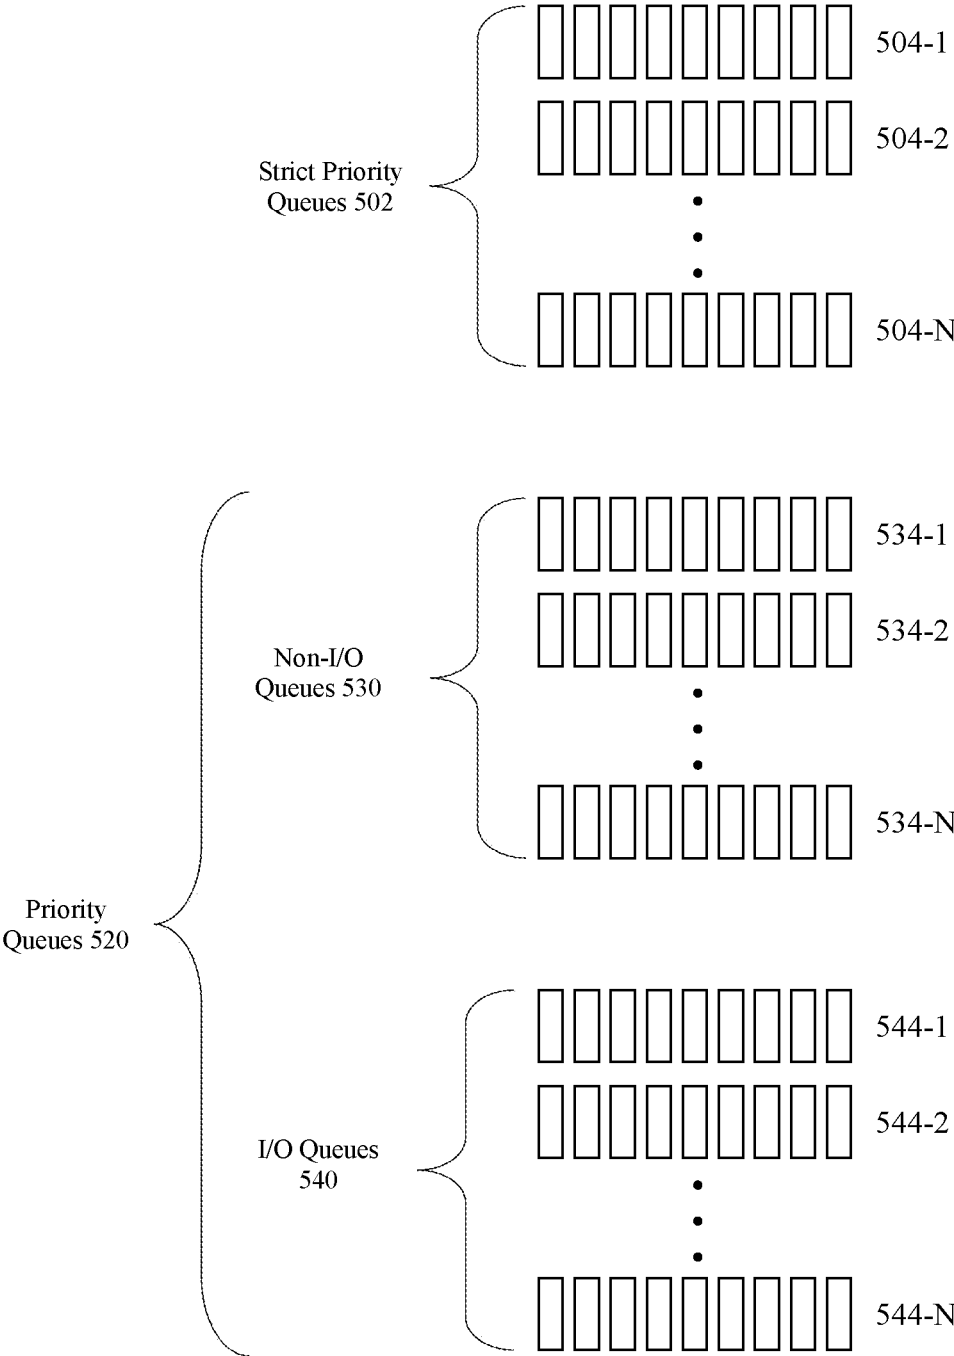 504-1
504-2
Strict Priority
Queues 502
504-N
534-1
534-2
Non-I/O
Queues 530
534-N
Priority
Queues 520
544-1
544-2
I/O Queues
540
544-N